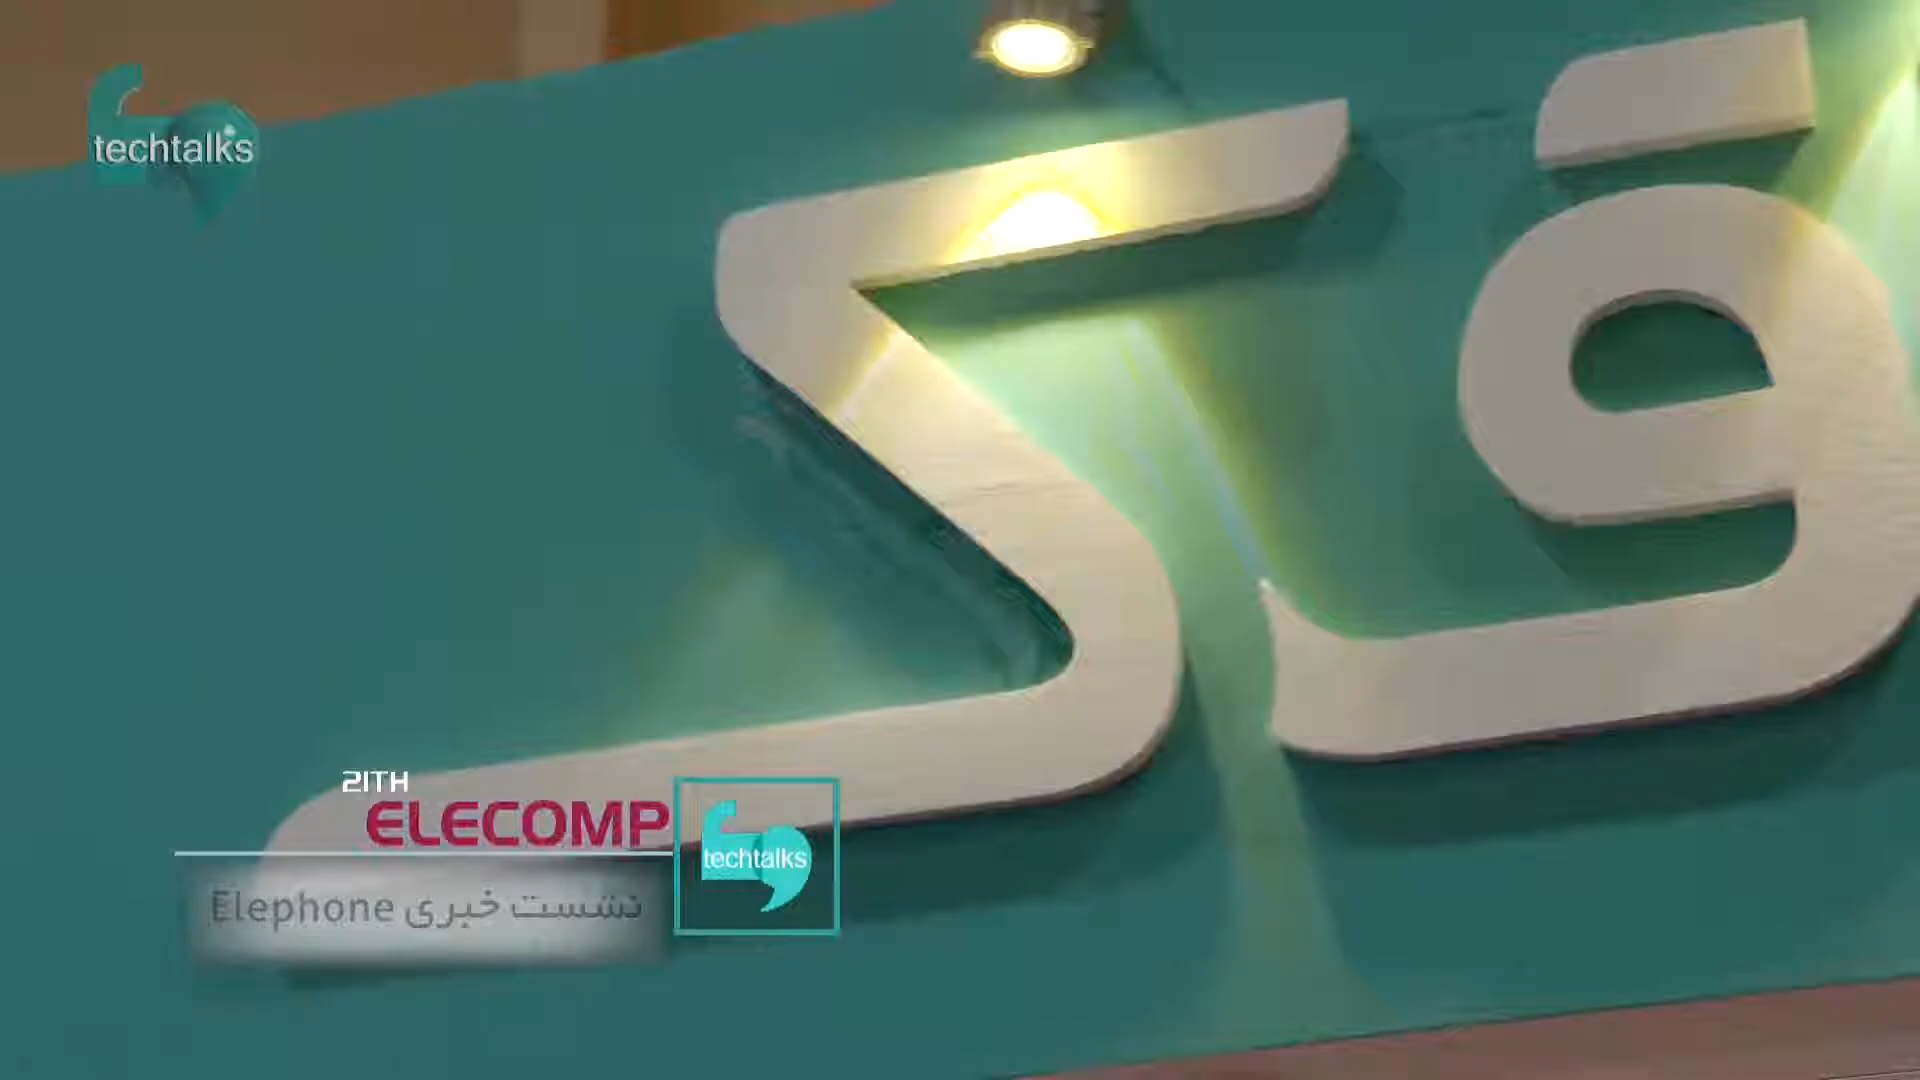 techtalks
21TH
ELECOMP
techtalks
نشست خبری Elephone